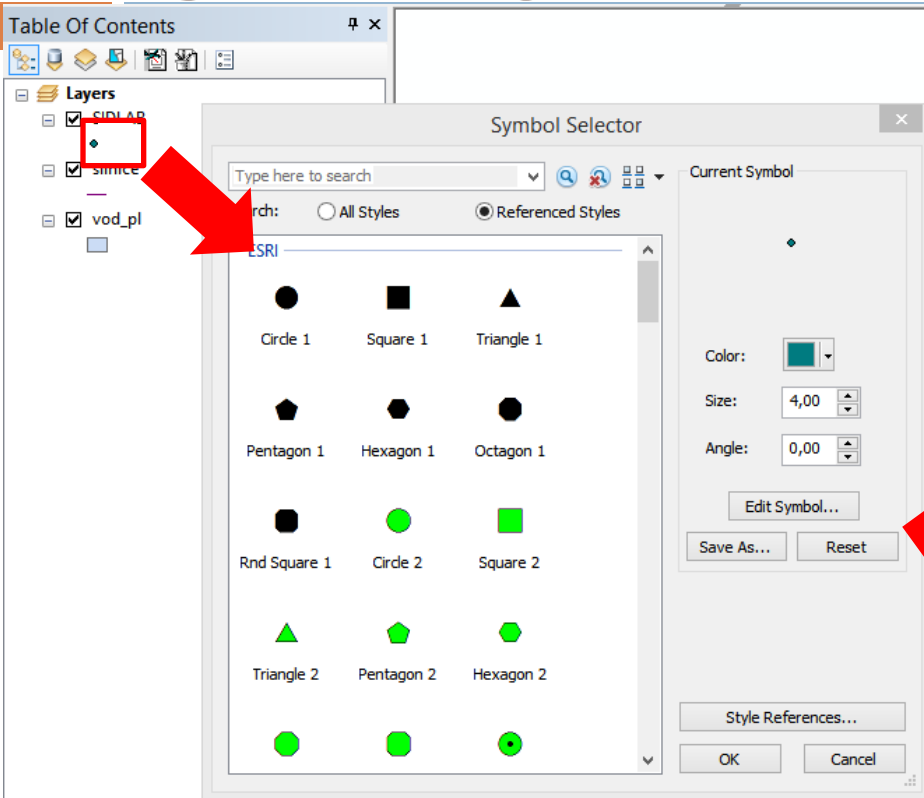 Table Of Contents
Layers
SIDLAB
silnice
vod_pl
Symbol Selector
Type here to search
rch:
All Styles
Referenced Styles
ESRI
Circle 1
Square 1
Triangle 1
Pentagon 1
Hexagon 1
Octagon 1
Rnd Square 1
Circle 2
Square 2
Triangle 2
Pentagon 2
Hexagon 2
Current Symbol
Color:
Size:
4,00
Angle:
0,00
Edit Symbol...
Save As...
Reset
Style References...
OK
Cancel